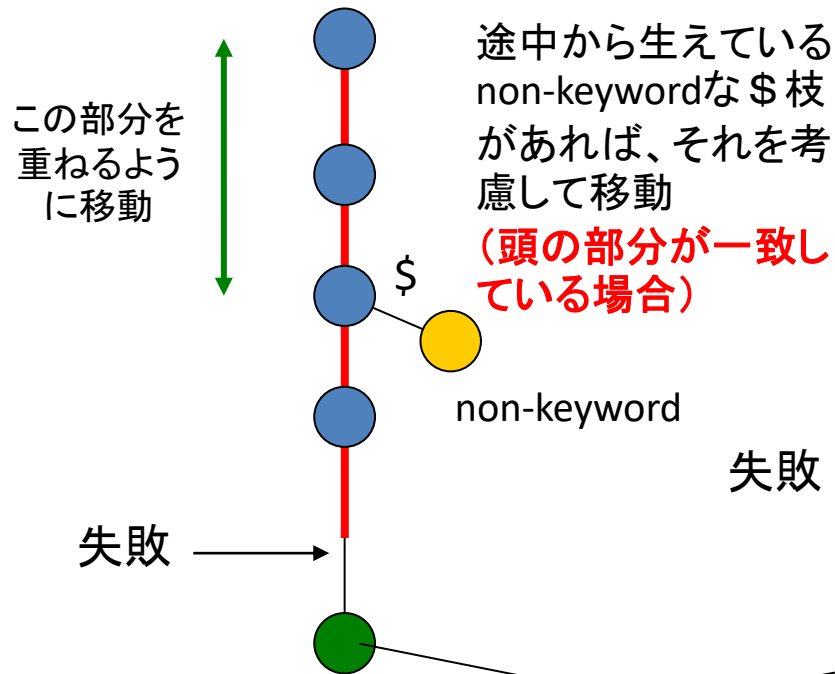 途中から生えている
non-keywordな＄枝
があれば、それを考
慮して移動
（頭の部分が一致し
ている場合）
この部分を
重ねるよう
に移動
$
non-keyword
失敗
失敗